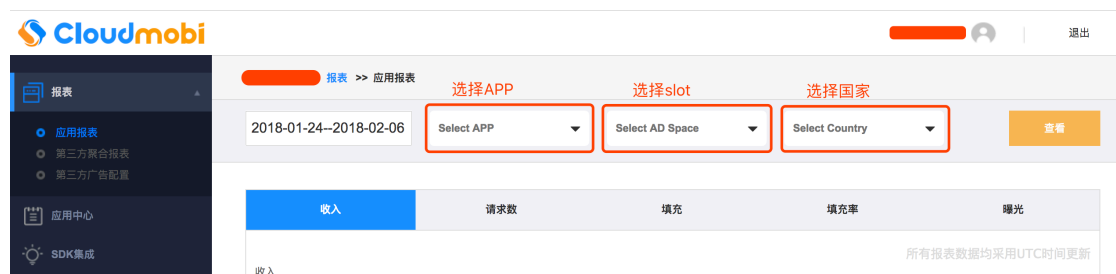 Cloudmobi
退出
报表
报表 >> 应用报表
选择APP
选择slot
选择国家
2018-01-24--2018-02-06
Select APP
Select AD Space
Select Country
查看
应用报表
第三方聚合报表
第三方广告配置
应用中心
SDK集成
收入
请求数
填充
填充率
曝光
所有报表数据均采用UTC时间更新
收入